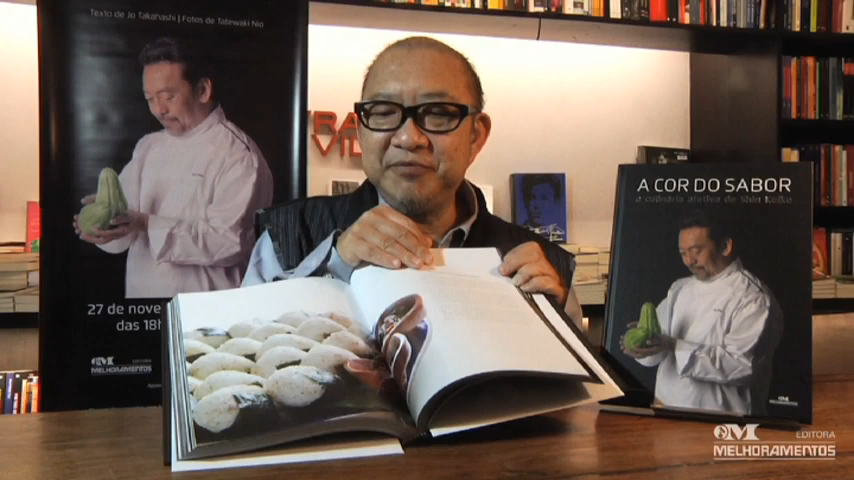 Texto de Jo Takahashi | Fotos de Tatewaki Nio
27 de nove
das 18h
EDITORA
MELHORAMENTOS
A COR DO SABOR
a culinária afetiva de Shin Koike
MELHORAMENTOS
EDITORA
MELHORAMENTOS